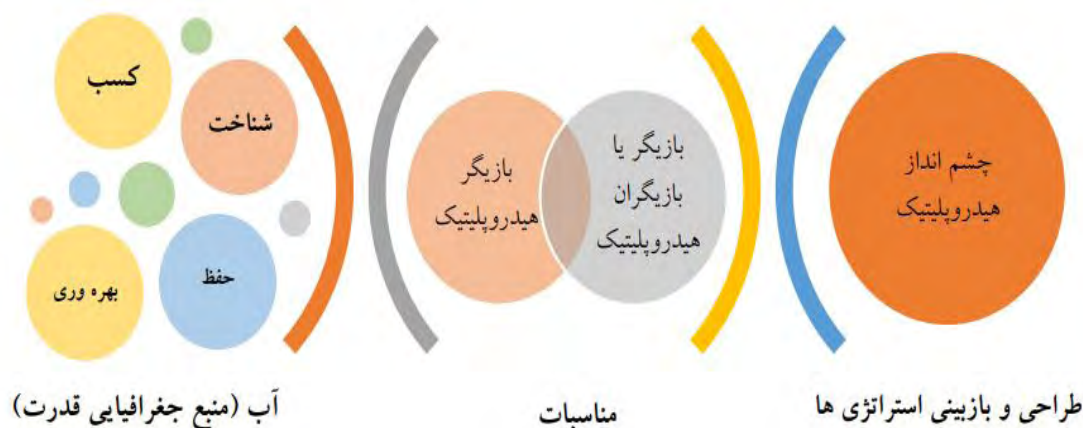 چشم انداز
هیدروپلیتیک
طراحی و بازبینی استراتژی ها
بازیگر یا
بازیگران
هیدروپلیتیک
بازیگر
هیدروپلیتیک
مناسبات
کسب
شناخت
حفظ
بهره وری
آب (منبع جغرافیایی قدرت)